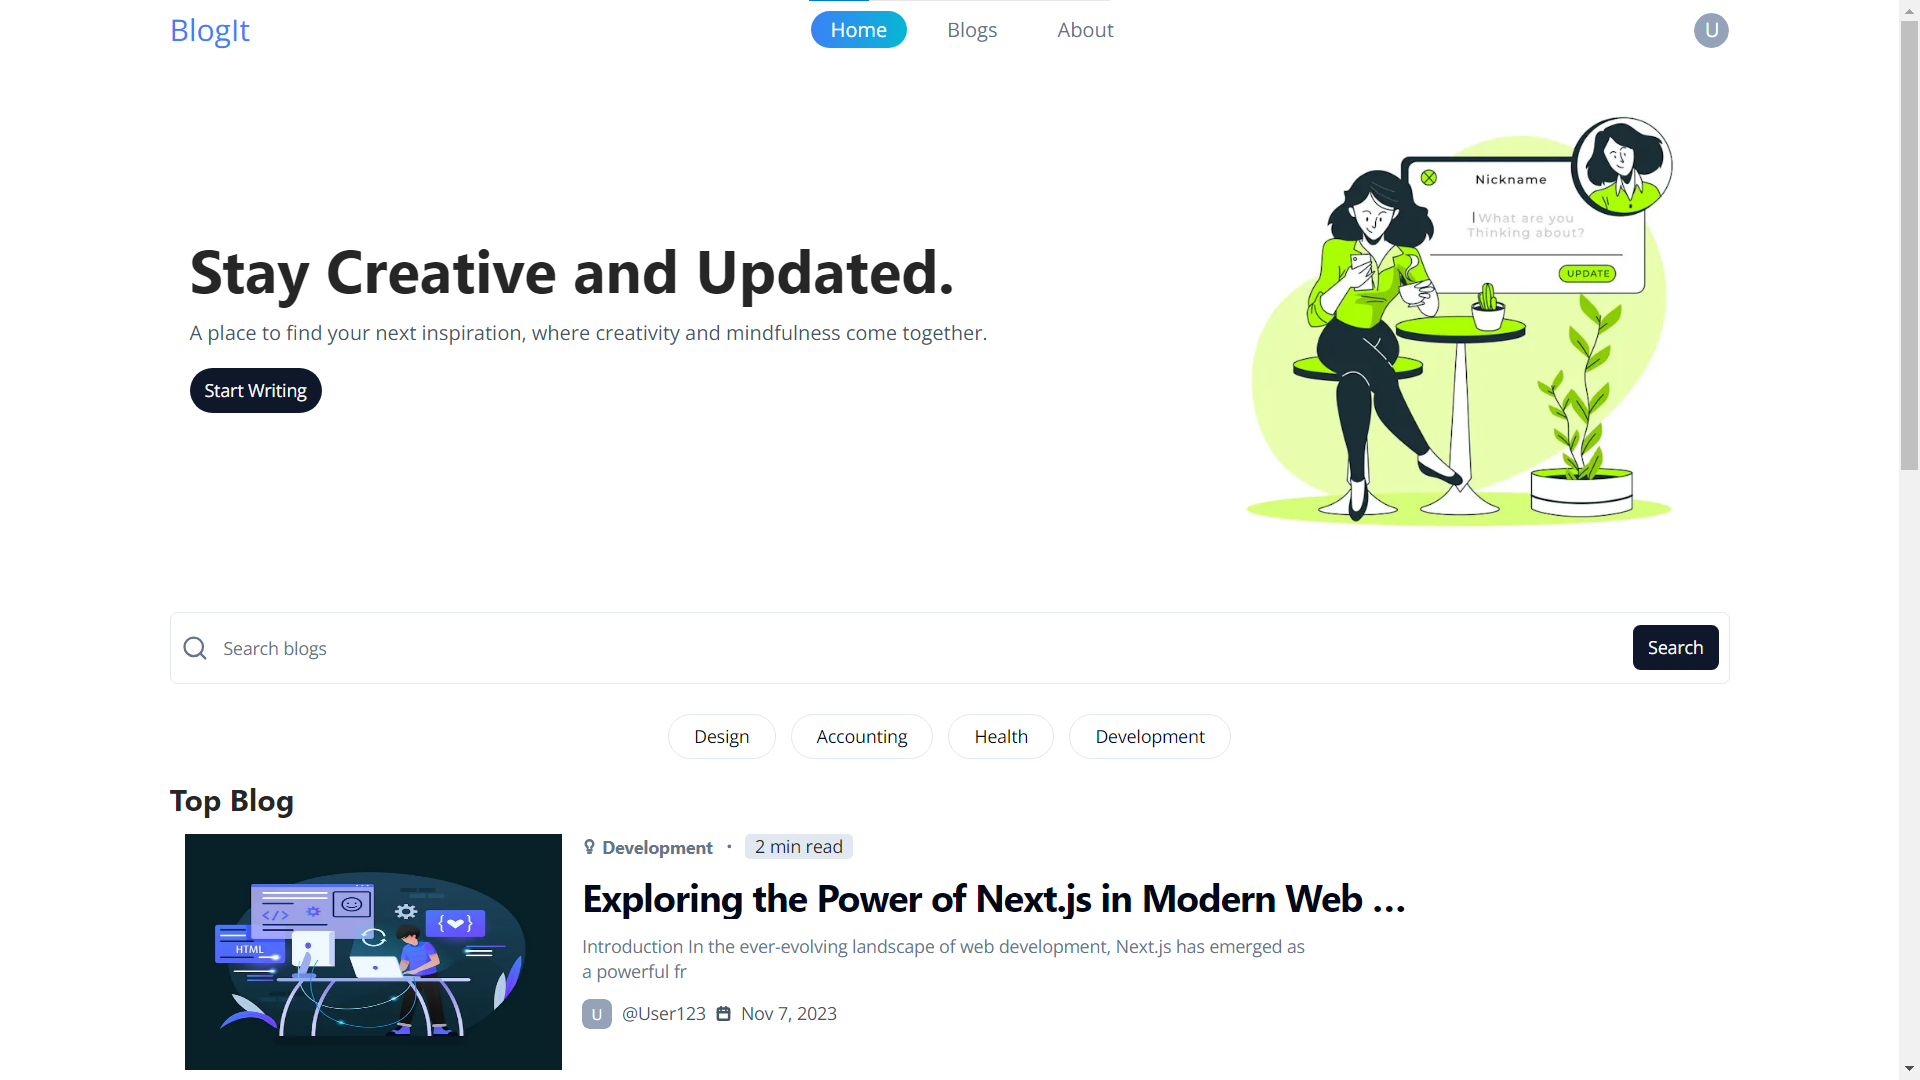 BlogIt
Home
Blogs
About
U
Nickname
What are you
Thinking about?
UPDATE
Stay Creative and Updated.
A place to find your next inspiration, where creativity and mindfulness come together.
Start Writing
Search blogs
Search
Design
Accounting
Health
Development
Top Blog
</>
HTML
{❤}
Development · 2 min read
Exploring the Power of Next.js in Modern Web ...
Introduction In the ever-evolving landscape of web development, Next.js has emerged as
a powerful fr
U @User123 Nov 7, 2023